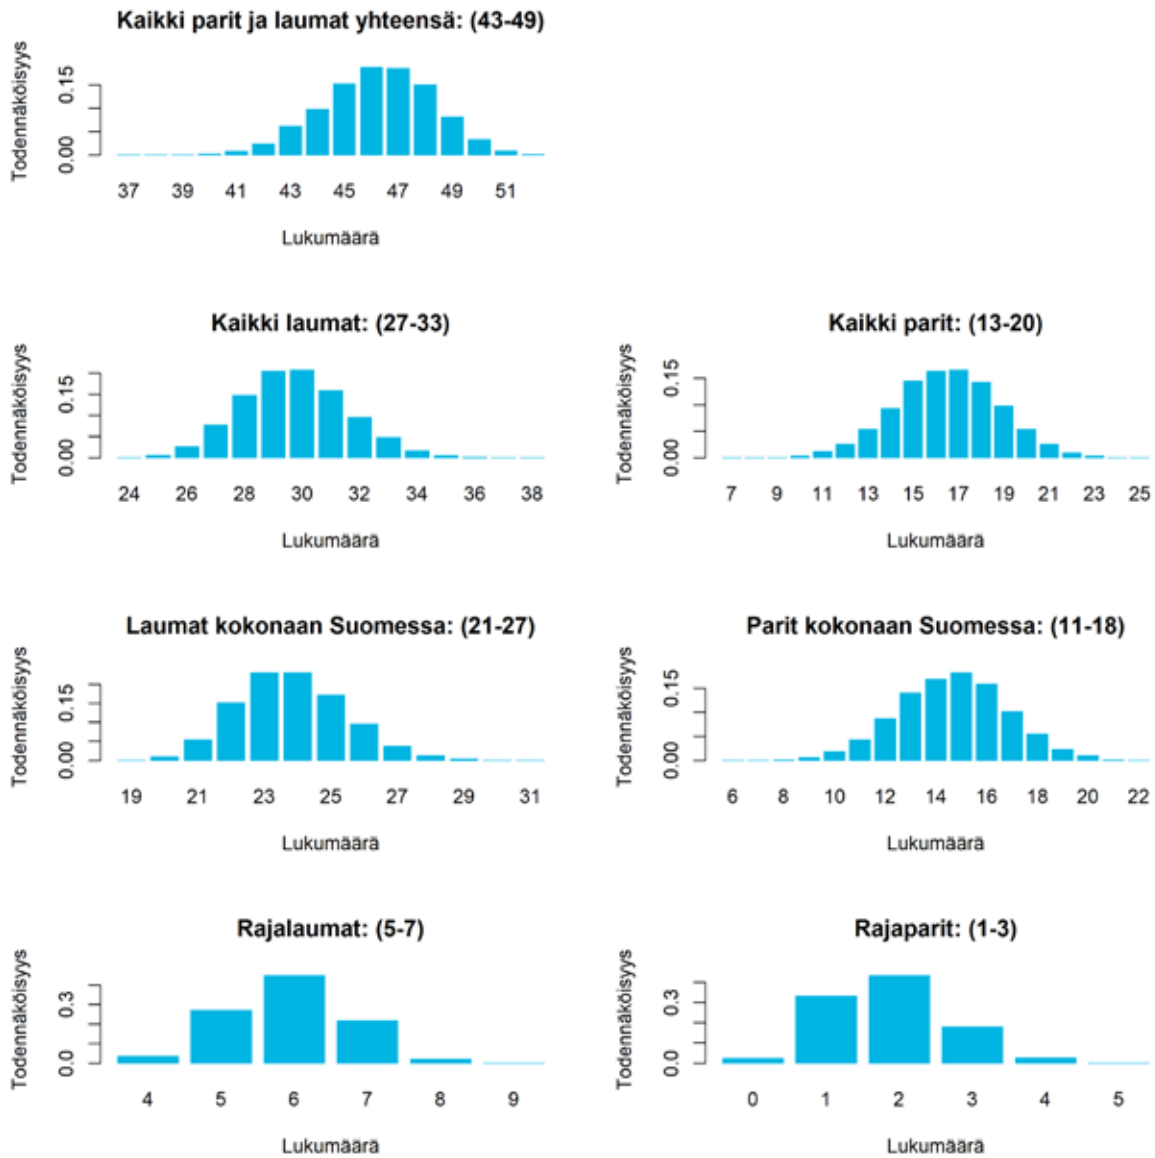 Kaikki parit ja laumat yhteensä: (43-49)
Todennäköisyys
0.15
0.00
37 39 41 43 45 47 49 51
Lukumäärä
Kaikki laumat: (27-33)
Todennäköisyys
0.15
0.00
24 26 28 30 32 34 36 38
Lukumäärä
Kaikki parit: (13-20)
Todennäköisyys
0.15
0.00
7 9 11 13 15 17 19 21 23 25
Lukumäärä
Laumat kokonaan Suomessa: (21-27)
Todennäköisyys
0.15
0.00
19 21 23 25 27 29 31
Lukumäärä
Parit kokonaan Suomessa: (11-18)
Todennäköisyys
0.15
0.00
6 8 10 12 14 16 18 20 22
Lukumäärä
Rajalaumat: (5-7)
Todennäköisyys
0.3
0.0
4 5 6 7 8 9
Lukumäärä
Rajaparit: (1-3)
Todennäköisyys
0.3
0.0
0 1 2 3 4 5
Lukumäärä